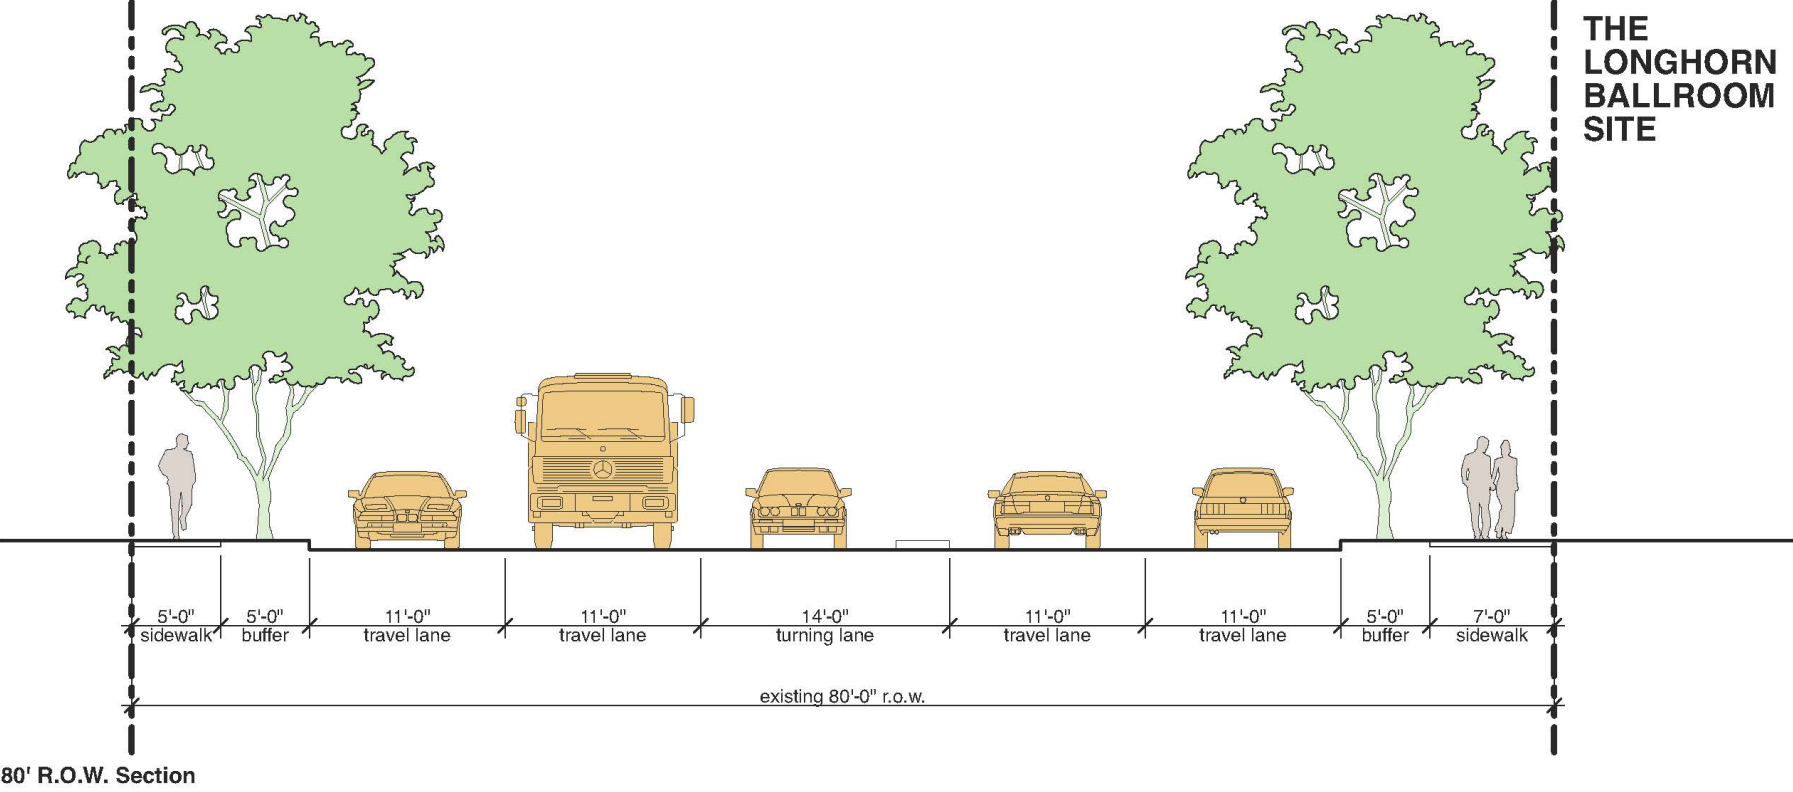 THE
LONGHORN
BALLROOM
SITE
5'-0" 5'-0" 11'-0" 11'-0" 14'-0" 11'-0" 11'-0" 5'-0" 7'-0"
sidewalk buffer travel lane travel lane turning lane travel lane travel lane buffer sidewalk
existing 80'-0" r.o.w.
80' R.O.W. Section